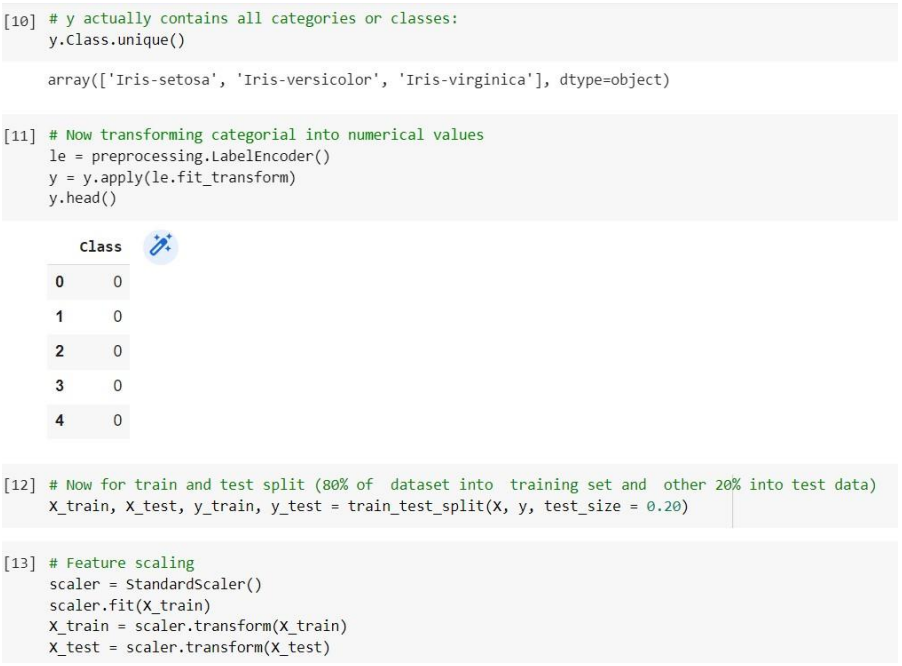 [10] # y actually contains all categories or classes:
y.Class.unique()
array(['Iris-setosa', 'Iris-versicolor', 'Iris-virginica'], dtype=object)
[11] # Now transforming categorial into numerical values
le = preprocessing.LabelEncoder()
y = y.apply(le.fit_transform)
y.head()
Class
0 0
1 0
2 0
3 0
4 0
[12] # Now for train and test split (80% of  dataset into  training set and  other 20% into test data)
X_train, X_test, y_train, y_test = train_test_split(X, y, test_size = 0.20)
[13] # Feature scaling
scaler = StandardScaler()
scaler.fit(X_train)
X_train = scaler.transform(X_train)
X_test = scaler.transform(X_test)